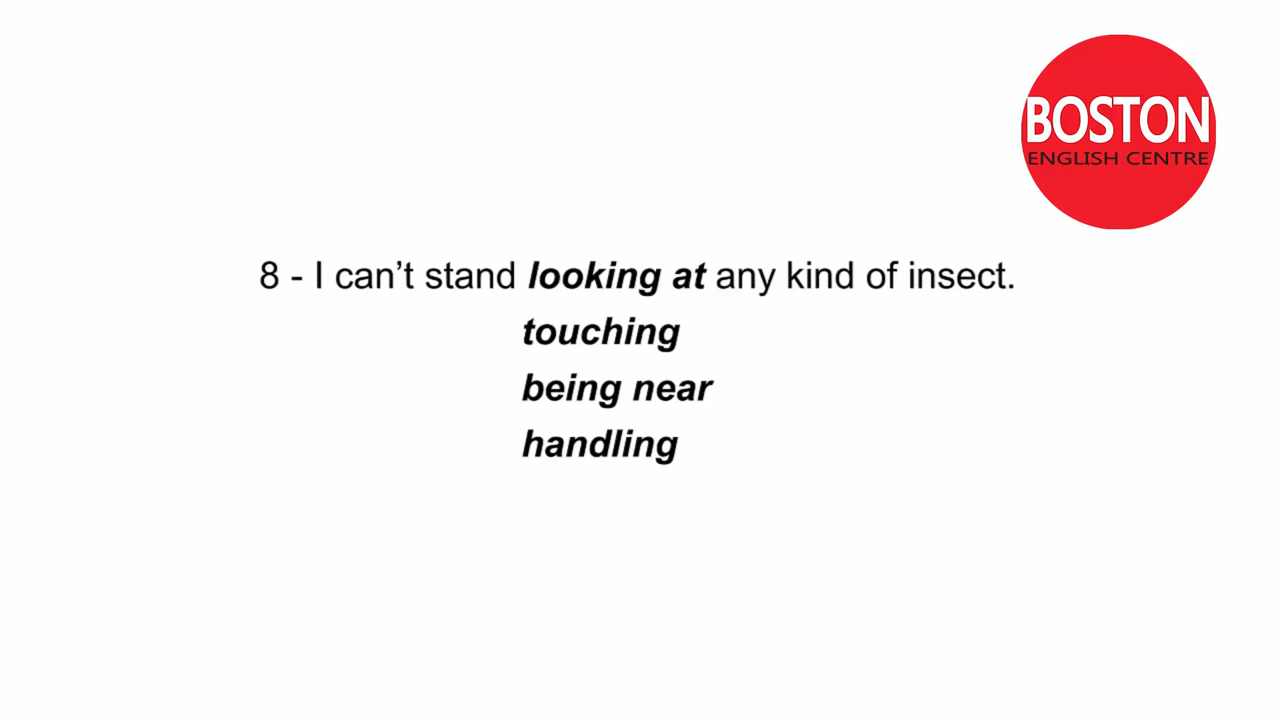 BOSTON
ENGLISH CENTRE
8 - I can’t stand looking at any kind of insect.
touching
being near
handling